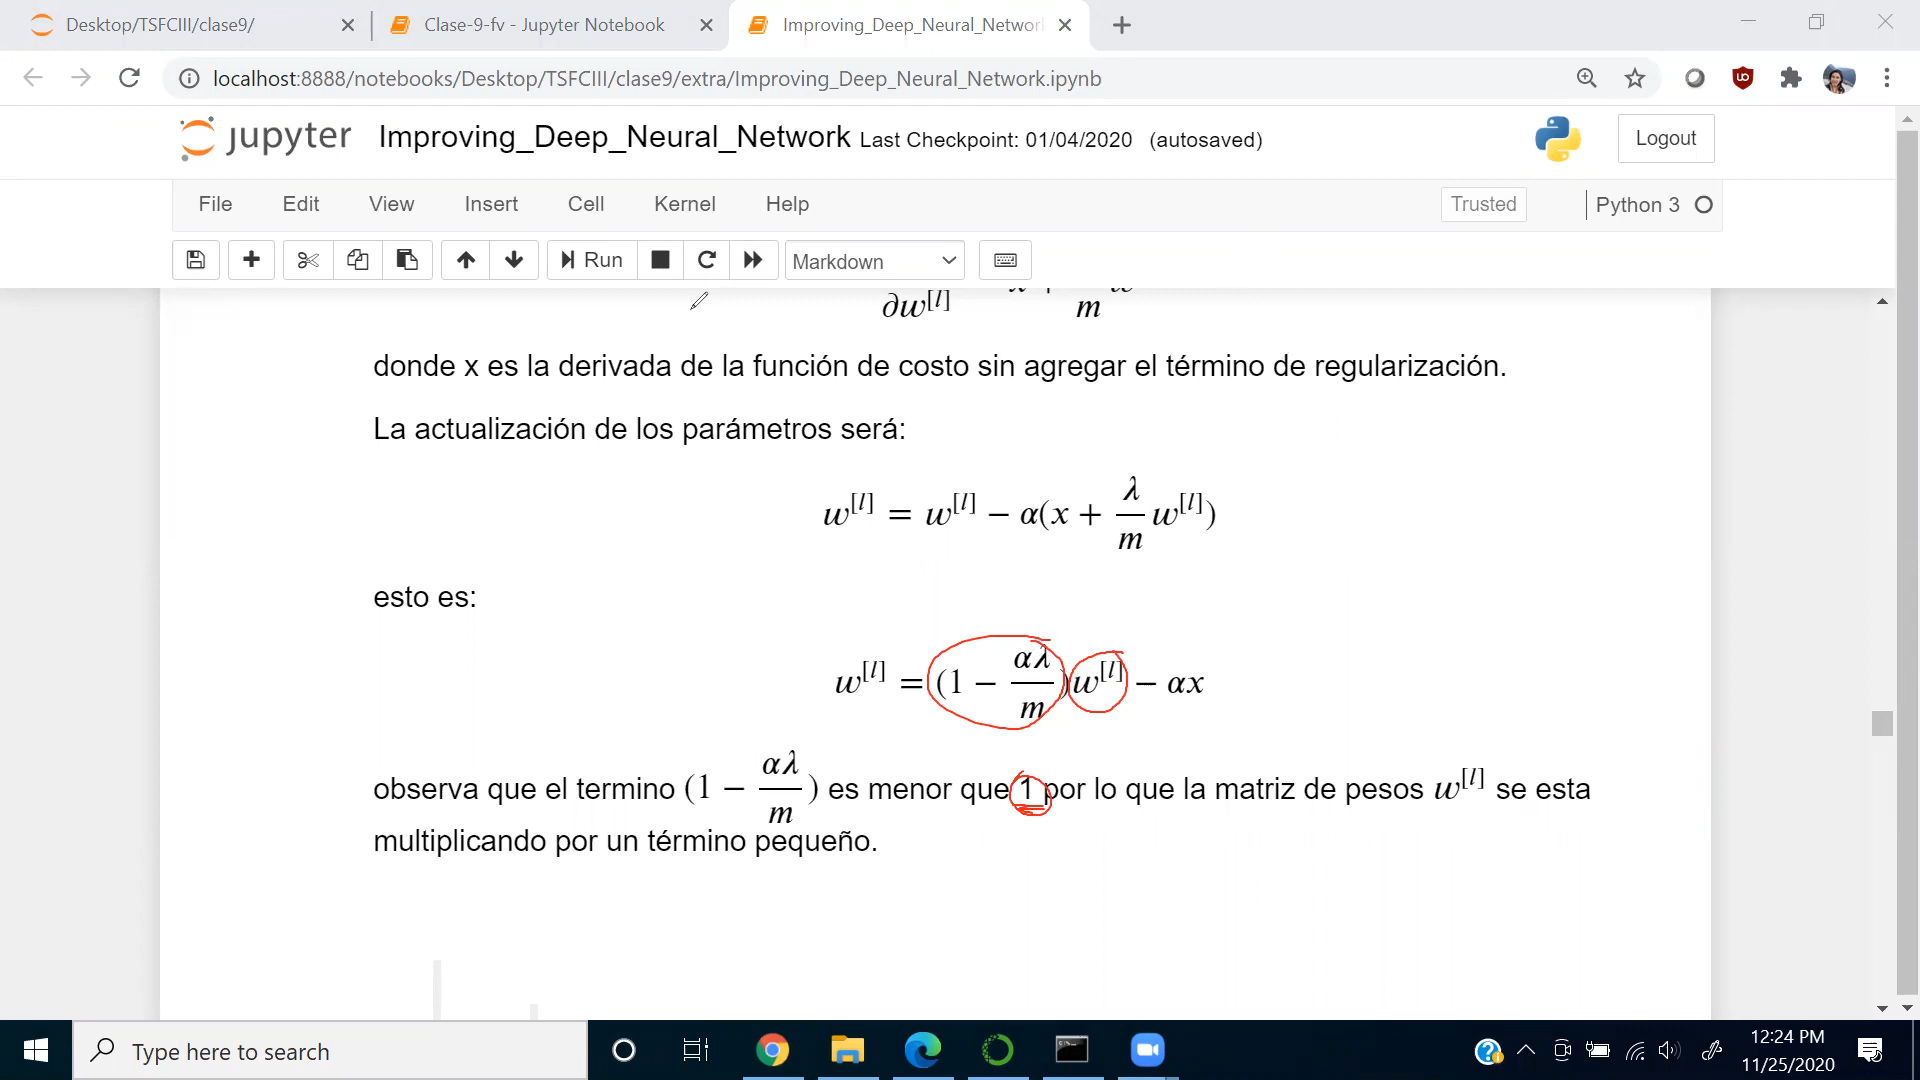 Desktop/TSFCIII/clase9/
Clase-9-fv - Jupyter Notebook
Improving_Deep_Neural_Networ
localhost:8888/notebooks/Desktop/TSFCIII/clase9/extra/Improving_Deep_Neural_Network.ipynb
jupyter Improving_Deep_Neural_Network Last Checkpoint: 01/04/2020 (autosaved)
Logout
File Edit View Insert Cell Kernel Help
Trusted
Python 3
Run
Markdown
∂w^[l] m
donde x es la derivada de la función de costo sin agregar el término de regularización.
La actualización de los parámetros será:
w^[l] = w^[l] − α(x + λ/m w^[l])
esto es:
w^[l] = (1 − αλ/m)w^[l] − αx
observa que el termino (1 − αλ/m) es menor que 1 por lo que la matriz de pesos w^[l] se esta
multiplicando por un término pequeño.
Type here to search
12:24 PM
11/25/2020